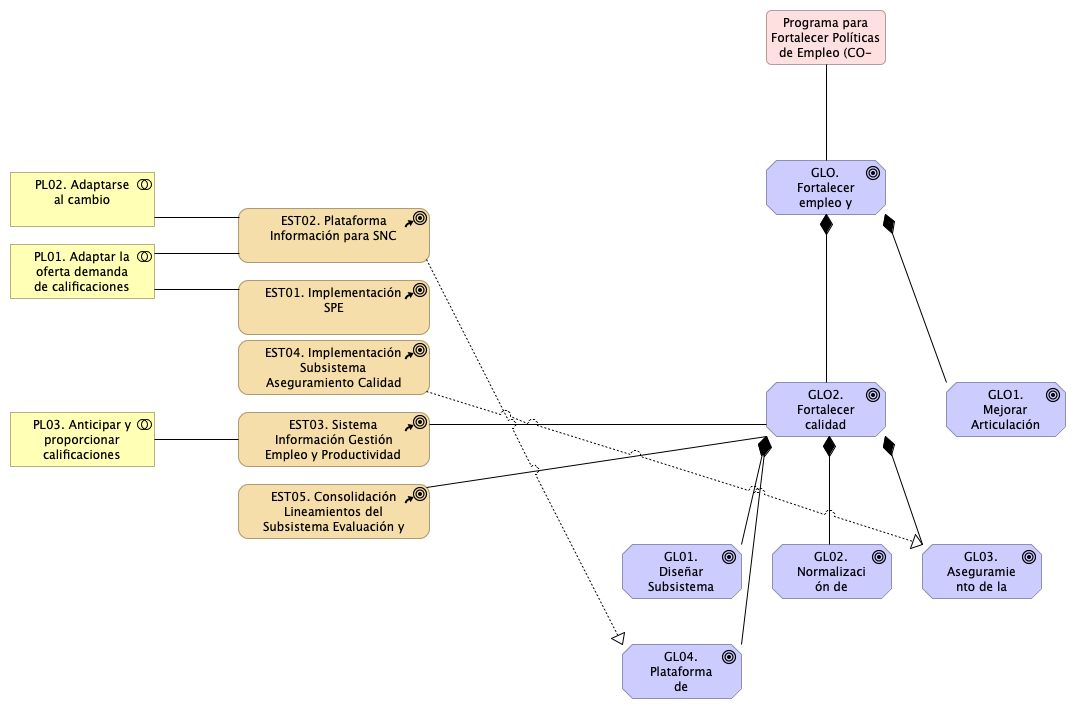 Programa para
Fortalecer Políticas
de Empleo (CO-
GLO.
Fortalecer
empleo y
PL02. Adaptarse
al cambio
EST02. Plataforma
Información para SNC
PL01. Adaptar la
oferta demanda
de calificaciones
EST01. Implementación
SPE
EST04. Implementación
Subsistema
Aseguramiento Calidad
GLO2.
Fortalecer
calidad
GLO1.
Mejorar
Articulación
PL03. Anticipar y
proporcionar
calificaciones
EST03. Sistema
Información Gestión
Empleo y Productividad
EST05. Consolidación
Lineamientos del
Subsistema Evaluación y
GL01.
Diseñar
Subsistema
GL02.
Normalizaci
ón de
GL03.
Aseguramie
nto de la
GL04.
Plataforma
de